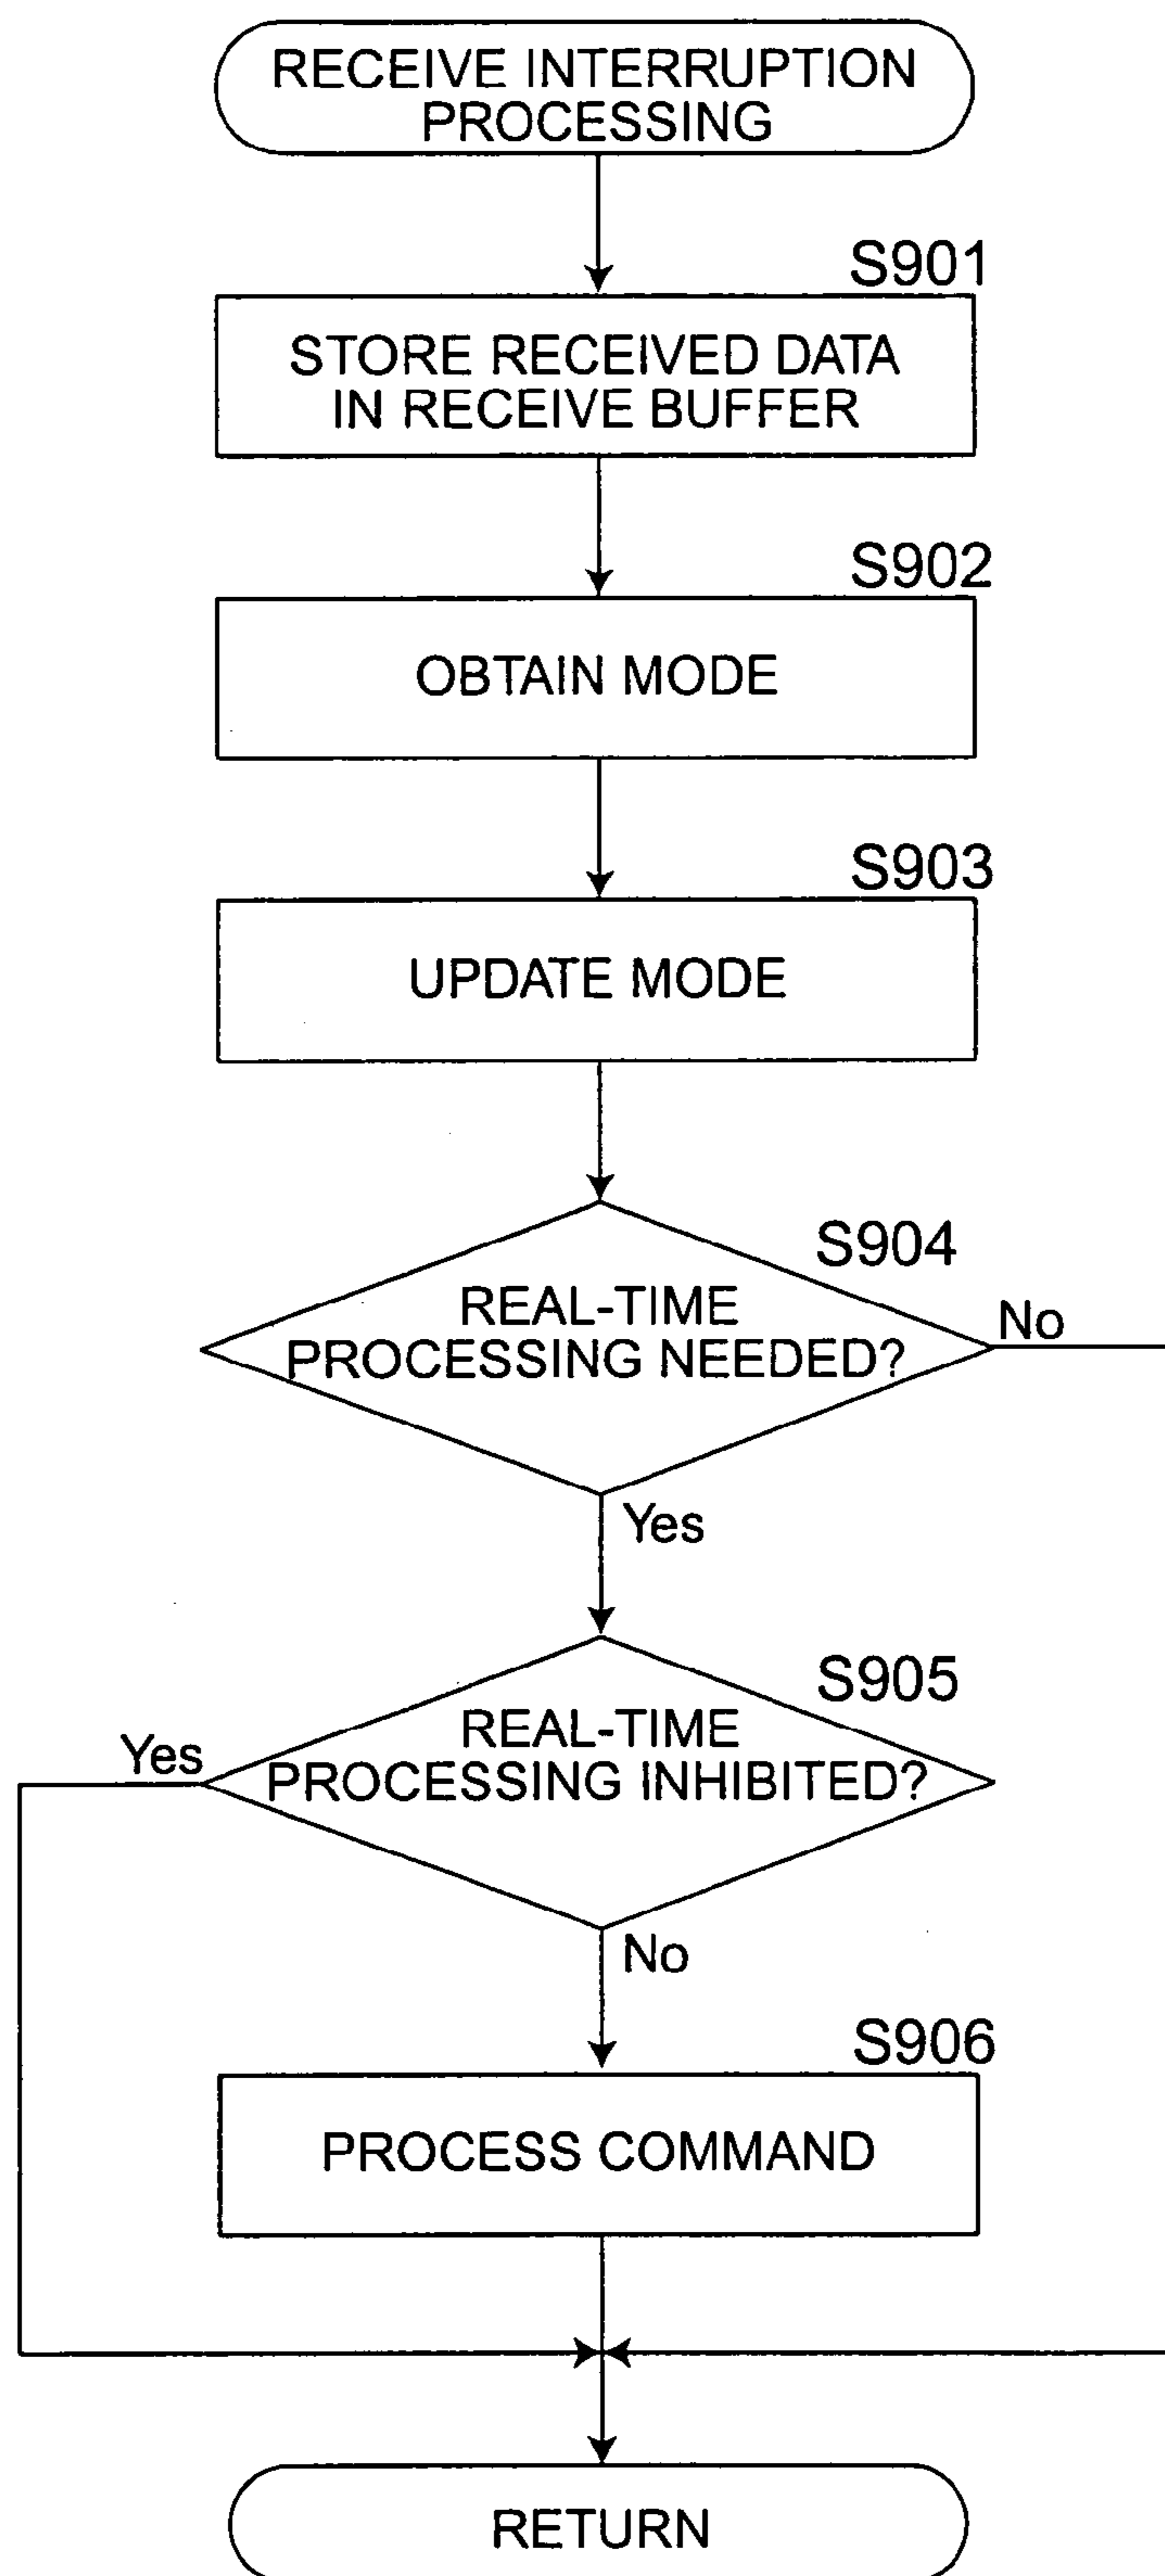 RECEIVE INTERRUPTION
PROCESSING
S901
STORE RECEIVED DATA
IN RECEIVE BUFFER
S902
OBTAIN MODE
S903
UPDATE MODE
S904
REAL-TIME
PROCESSING NEEDED?
No
Yes
S905
REAL-TIME
PROCESSING INHIBITED?
Yes
No
S906
PROCESS COMMAND
RETURN